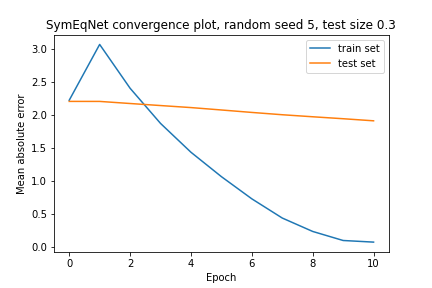 SymEqNet convergence plot, random seed 5, test size 0.3
train set
test set
3.0
2.5
2.0
1.5
1.0
0.5
0.0
Mean absolute error
0 2 4 6 8 10
Epoch